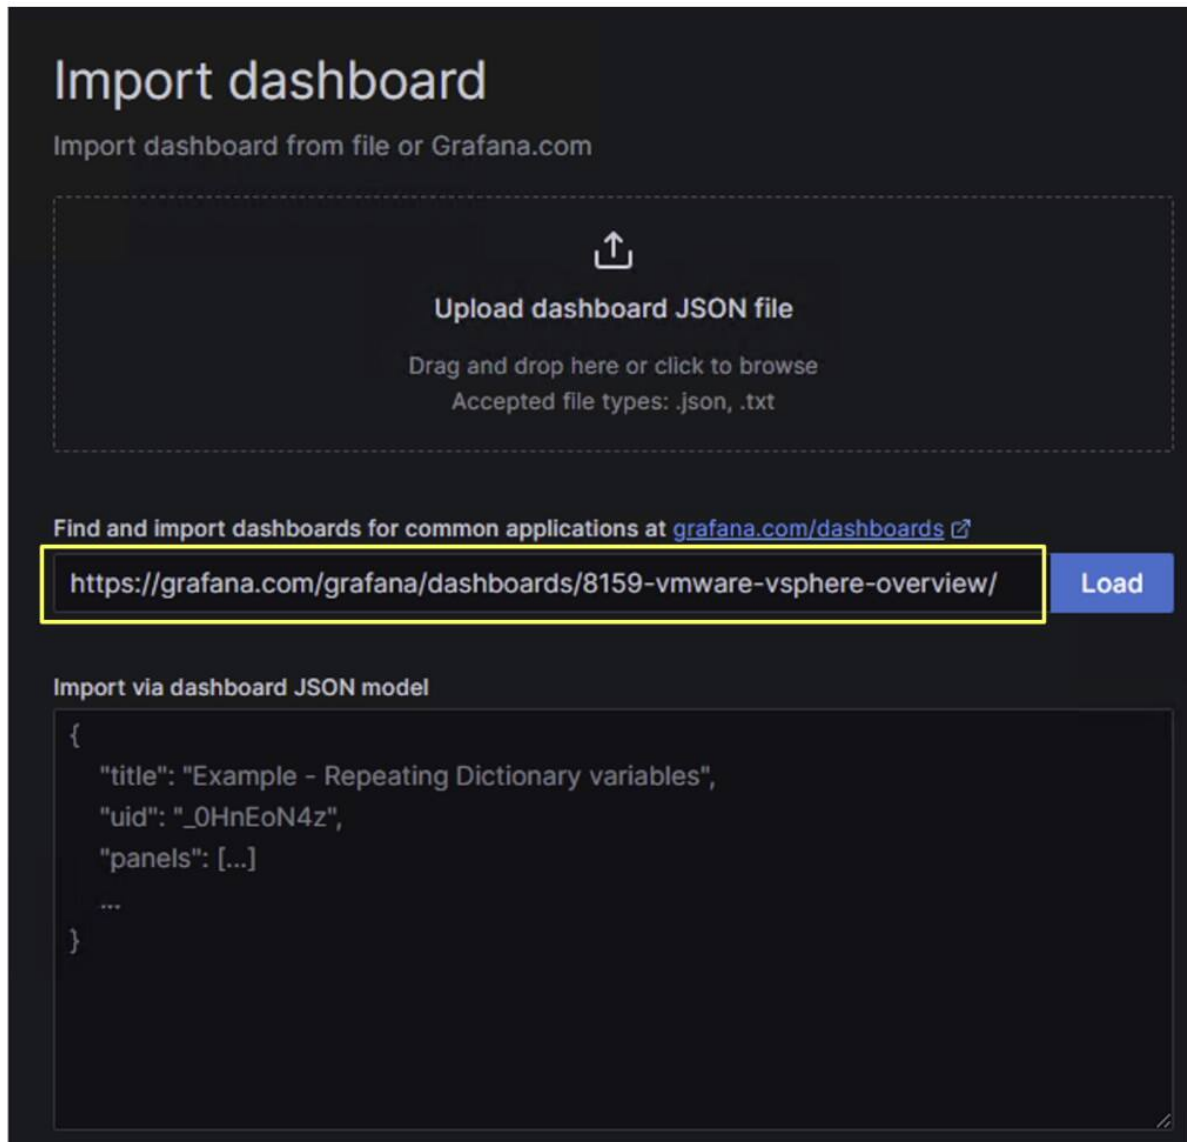 Import dashboard
Import dashboard from file or Grafana.com
Upload dashboard JSON file
Drag and drop here or click to browse
Accepted file types: .json, .txt
Find and import dashboards for common applications at grafana.com/dashboards
https://grafana.com/grafana/dashboards/8159-vmware-vsphere-overview/ Load
Import via dashboard JSON model
{
"title": "Example - Repeating Dictionary variables",
"uid": "_0HnEoN4z",
"panels": [...]
...
}